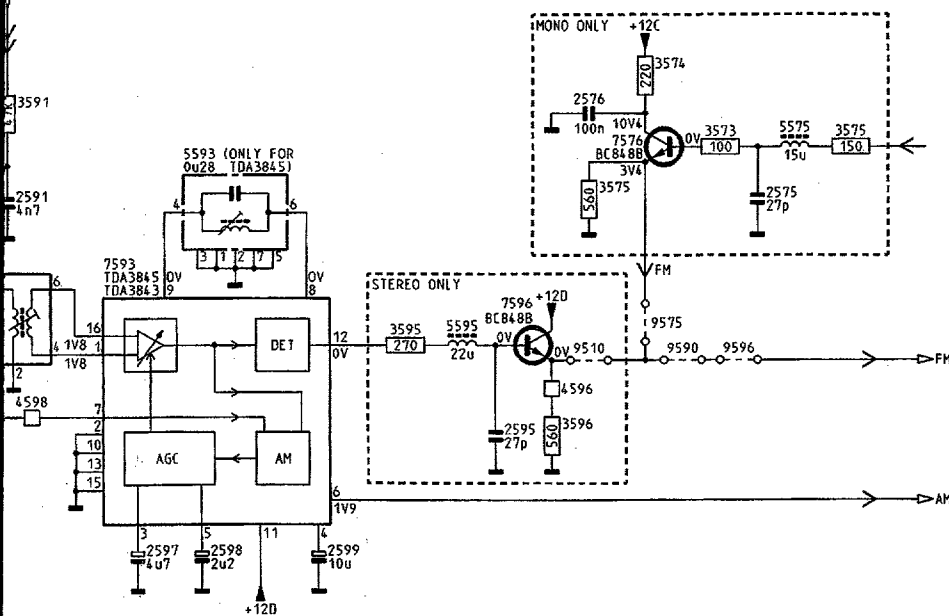 MONO ONLY
+12C
3574
220
2576
100n
10V4
7576
BC848B
3V4
0V
3573
100
5575
15u
3575
150
3575
560
2575
27p
3591
2591
4n7
5593 (ONLY FOR
0u28 TDA3845)
4
6
3 1 2 7 5
7593
TDA3845
TDA3843
0V
9
0V
8
6
4
2
16
1V8
1
1V8
DET
12
0V
STEREO ONLY
3595
270
5595
22u
7596
BC848B
+12D
0V
0V
9510
4596
3596
560
2595
27p
FM
9575
9590
9596
FM
4598
7
2
10
13
15
AGC
AM
6
1V9
AM
3
5
11
4
2597
4u7
2598
2u2
2599
10u
+12D